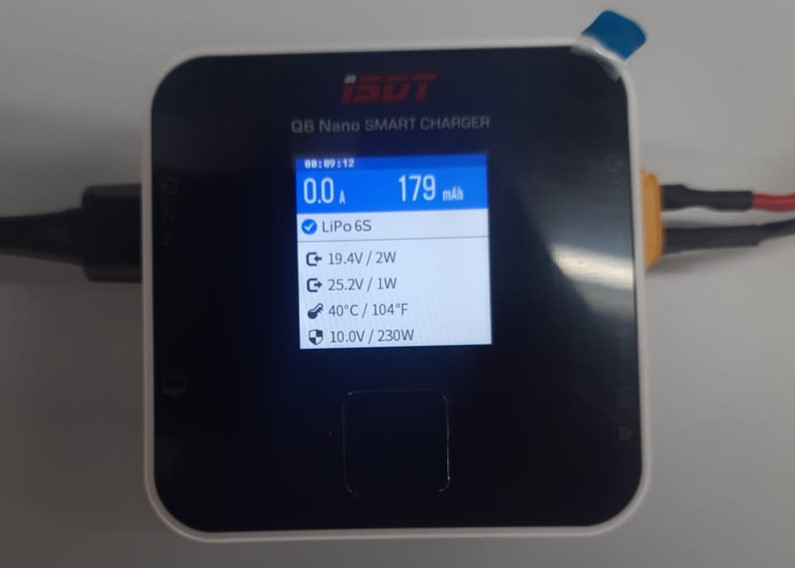 iSDT
Q6 Nano SMART CHARGER
00:09:12
0.0 A 179 mAh
LiPo 6S
19.4V / 2W
25.2V / 1W
40°C / 104°F
10.0V / 230W